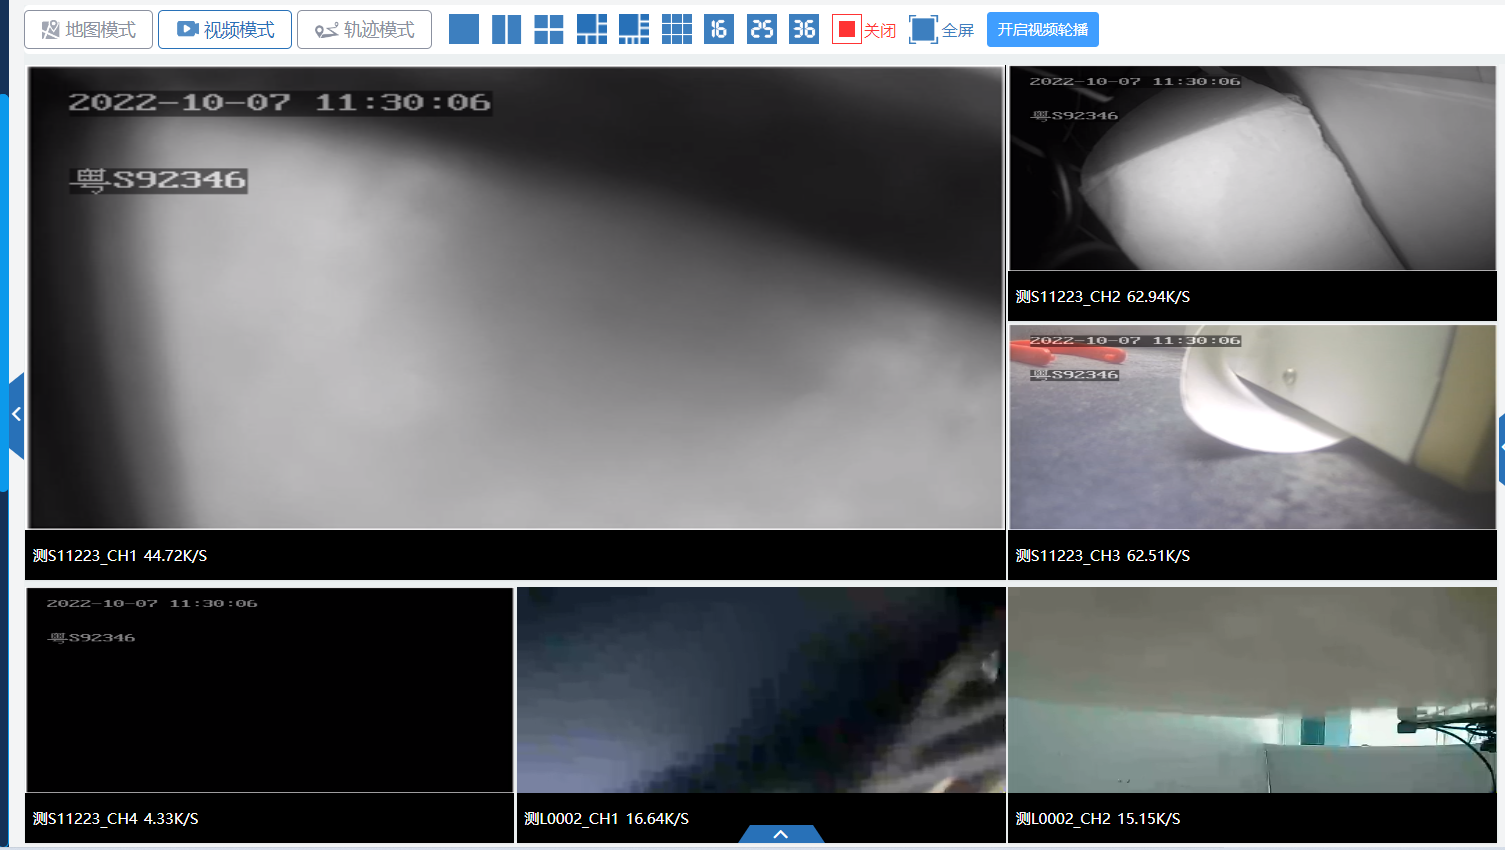 地图模式 视频模式 轨迹模式 16 25 36 关闭 全屏 开启视频轮播
2022-10-07 11:30:06
粤S92346
测S11223_CH1 44.72K/S
2022-10-07 11:30:06
粤S92346
测S11223_CH2 62.94K/S
2022-10-07 11:30:06
粤S92346
测S11223_CH3 62.51K/S
2022-10-07 11:30:06
粤S92346
测S11223_CH4 4.33K/S
测L0002_CH1 16.64K/S
测L0002_CH2 15.15K/S